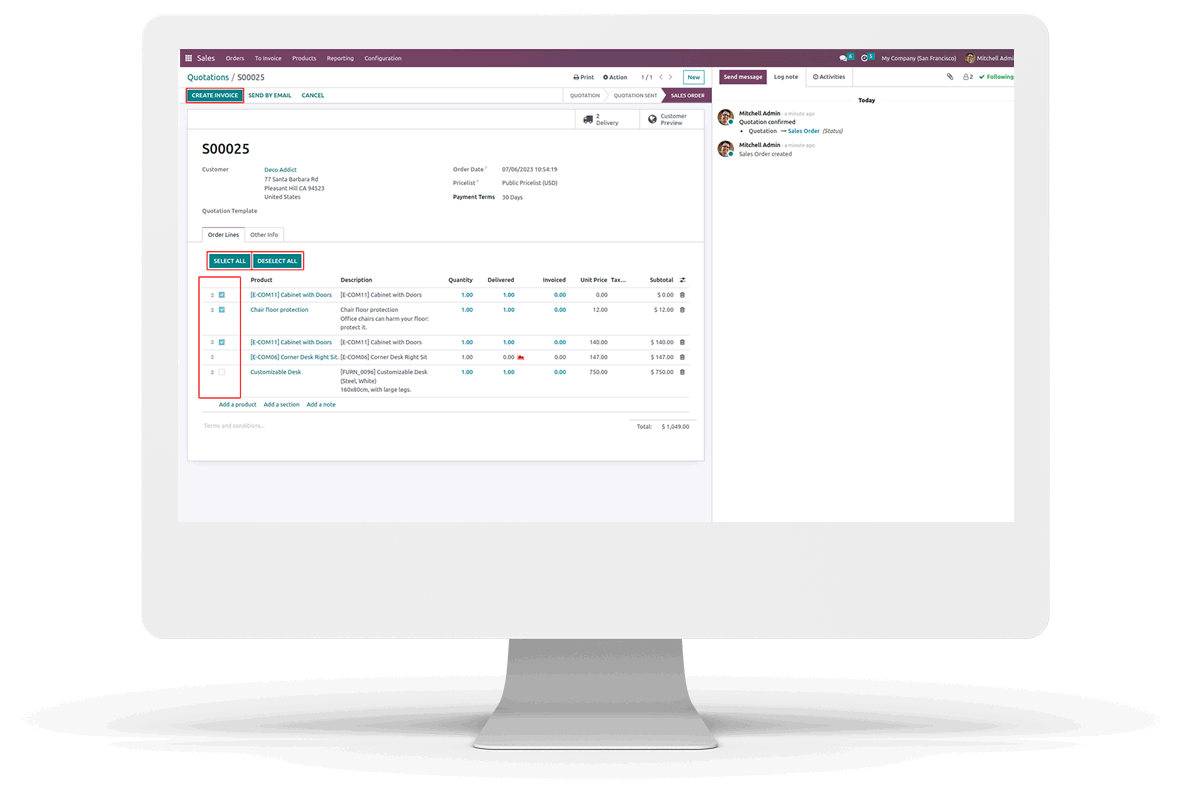 Sales Orders To Invoice Products Reporting Configuration 5 My Company (San Francisco) Mitchell Admi
Quotations / S00025 Print Action 1 / 1 New
CREATE INVOICE SEND BY EMAIL CANCEL QUOTATION QUOTATION SENT SALES ORDER
2
Delivery
Customer
Preview
S00025
Customer Deco Addict
77 Santa Barbara Rd
Pleasant Hill CA 94523
United States
Order Date ? 07/06/2023 10:54:19
Pricelist ? Public Pricelist (USD)
Payment Terms 30 Days
Quotation Template
Order Lines Other Info
SELECT ALL DESELECT ALL
Product Description Quantity Delivered Invoiced Unit Price Tax... Subtotal
[E-COM11] Cabinet with Doors [E-COM11] Cabinet with Doors 1.00 1.00 0.00 0.00 $ 0.00
Chair floor protection Chair floor protection 1.00 1.00 0.00 12.00 $ 12.00
Office chairs can harm your floor:
protect it.
[E-COM11] Cabinet with Doors [E-COM11] Cabinet with Doors 1.00 1.00 0.00 140.00 $ 140.00
[E-COM06] Corner Desk Right Sit. [E-COM06] Corner Desk Right Sit 1.00 0.00 0.00 147.00 $ 147.00
Customizable Desk [FURN_0096] Customizable Desk 1.00 1.00 0.00 750.00 $ 750.00
(Steel, White)
160x80cm, with large legs.
Add a product Add a section Add a note
Terms and conditions...
Total: $ 1,049.00
Send message Log note Activities 2 Following
Today
Mitchell Admin - a minute ago
Quotation confirmed
• Quotation → Sales Order (Status)
Mitchell Admin - a minute ago
Sales Order created